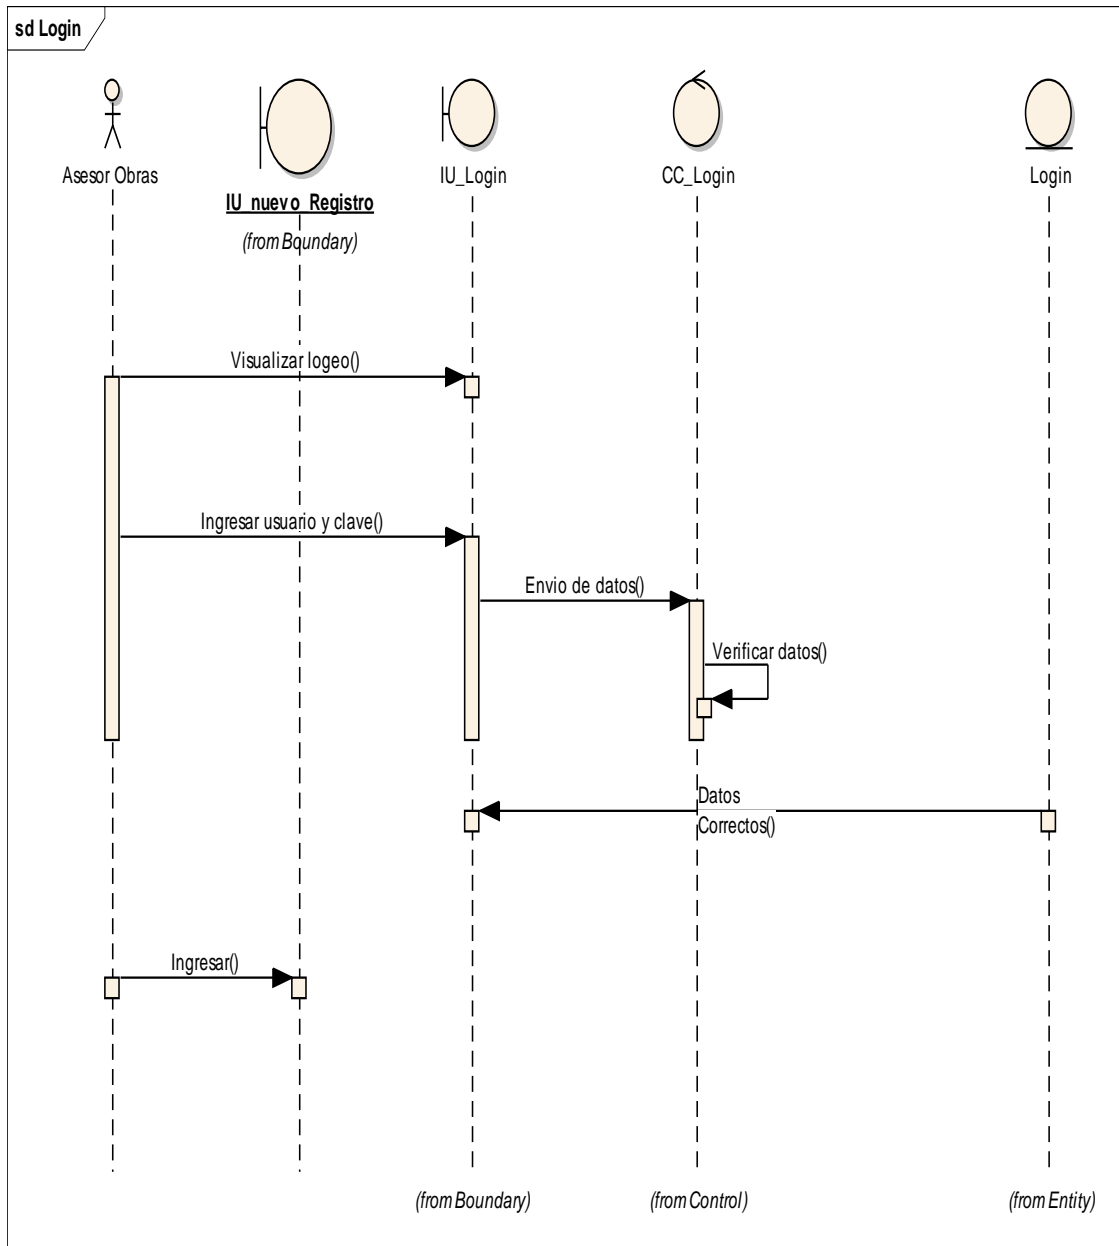 sd Login
Asesor Obras
IU_nuevo_Registro
(from Boundary)
IU_Login
CC_Login
Login
Visualizar logeo()
Ingresar usuario y clave()
Envio de datos()
Verificar datos()
Datos
Correctos()
Ingresar()
(from Boundary)
(from Control)
(from Entity)